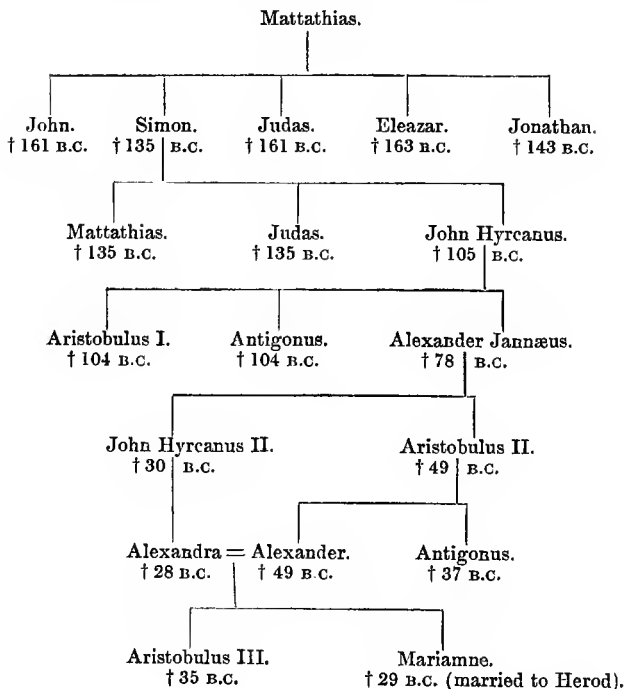 Mattathias.
John. Simon. Judas. Eleazar. Jonathan.
† 161 B.C. † 135 B.C. † 161 B.C. † 163 B.C. † 143 B.C.
Mattathias. Judas. John Hyrcanus.
† 135 B.C. † 135 B.C. † 105 B.C.
Aristobulus I. Antigonus. Alexander Jannæus.
† 104 B.C. † 104 B.C. † 78 B.C.
John Hyrcanus II. Aristobulus II.
† 30 B.C. † 49 B.C.
Alexandra = Alexander. Antigonus.
† 28 B.C. † 49 B.C. † 37 B.C.
Aristobulus III. Mariamne.
† 35 B.C. † 29 B.C. (married to Herod).